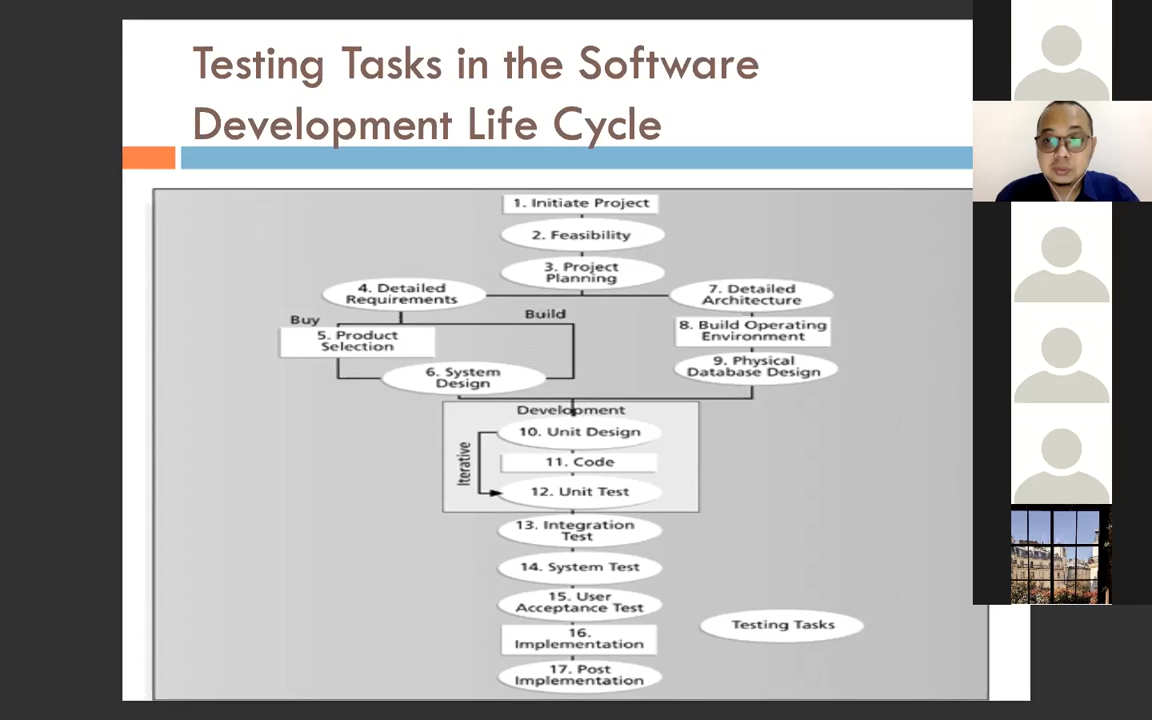 Testing Tasks in the Software
Development Life Cycle
1. Initiate Project
2. Feasibility
3. Project
Planning
4. Detailed
Requirements
7. Detailed
Architecture
Buy
Build
5. Product
Selection
8. Build Operating
Environment
6. System
Design
9. Physical
Database Design
Development
10. Unit Design
Iterative
11. Code
12. Unit Test
13. Integration
Test
14. System Test
15. User
Acceptance Test
Testing Tasks
16.
Implementation
17. Post
Implementation